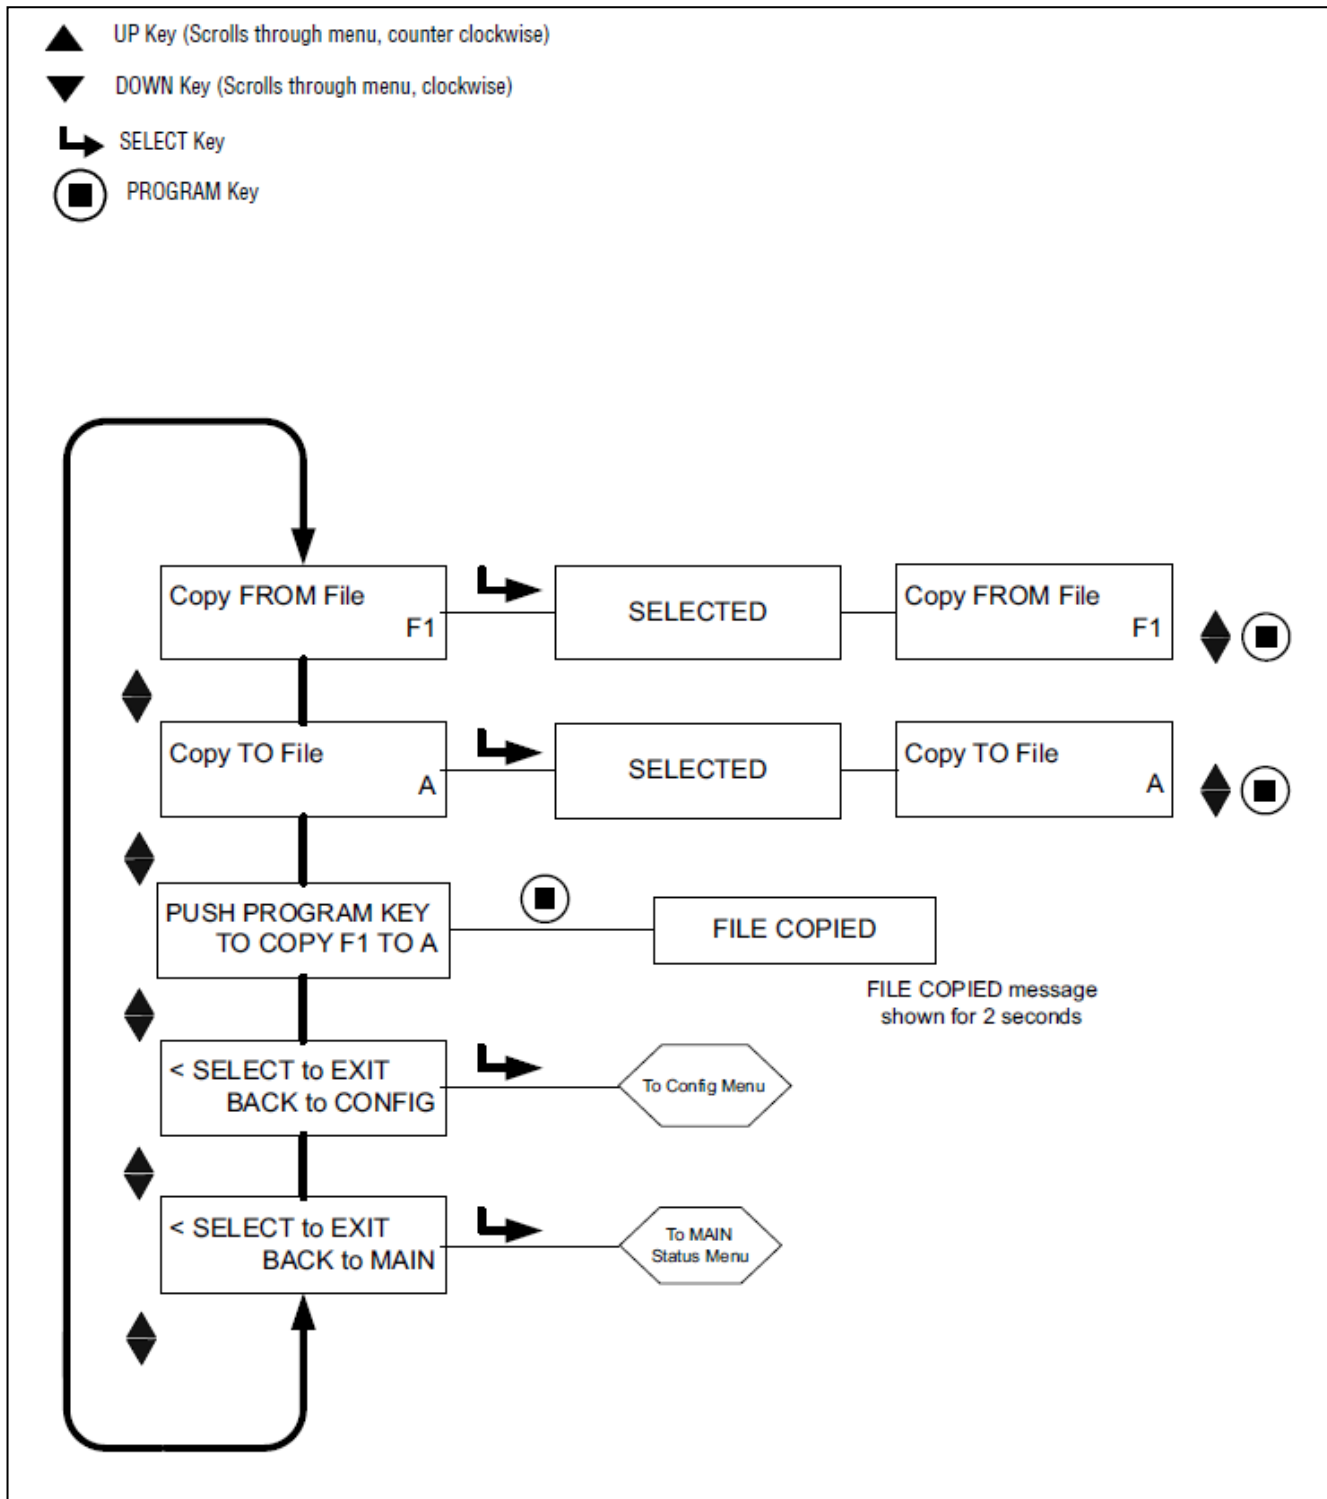 UP Key (Scrolls through menu, counter clockwise)
DOWN Key (Scrolls through menu, clockwise)
SELECT Key
PROGRAM Key
Copy FROM File
F1
SELECTED
Copy FROM File
F1
Copy TO File
A
SELECTED
Copy TO File
A
PUSH PROGRAM KEY
TO COPY F1 TO A
FILE COPIED
FILE COPIED message
shown for 2 seconds
< SELECT to EXIT
BACK to CONFIG
To Config Menu
< SELECT to EXIT
BACK to MAIN
To MAIN
Status Menu